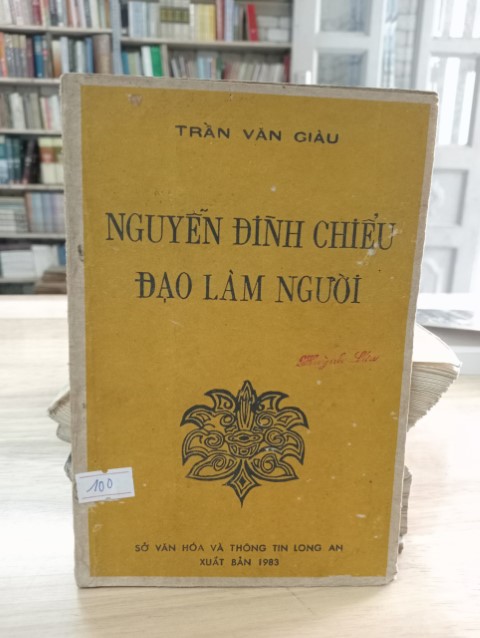 TRẦN VĂN GIÀU
NGUYỄN ĐÌNH CHIỂU
ĐẠO LÀM NGƯỜI
Huỳnh
100
SỞ VĂN HÓA VÀ THÔNG TIN LONG AN
XUẤT BẢN 1983